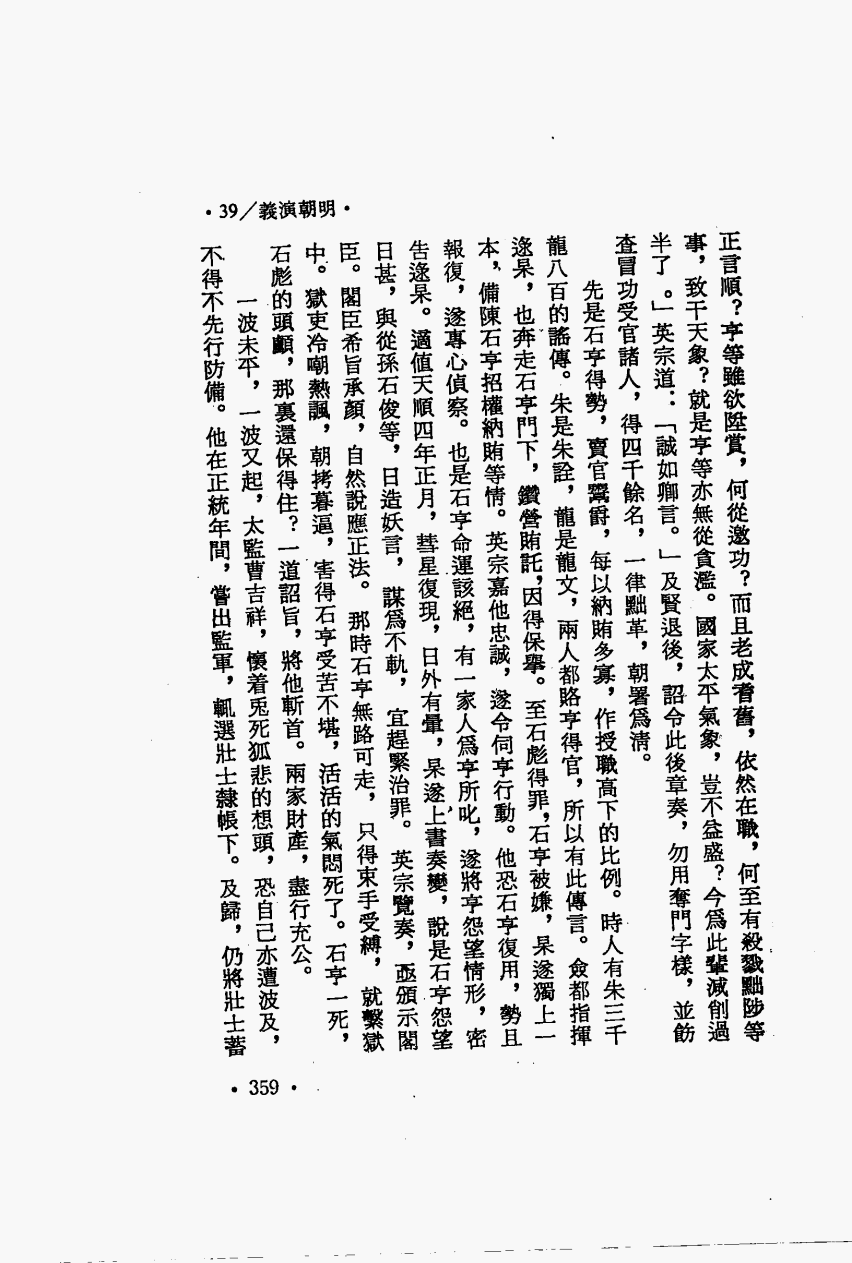 ·39／義演朝明·
正言順？亨等雖欲陞賞，何從邀功？而且老成耆舊，依然在職，何至有殺戮黜陟等
事，致干天象？就是亨等亦無從貪濫。國家太平氣象，豈不益盛？今爲此輩減削過
半了。」英宗道：「誠如卿言。」及賢退後，詔令此後章奏，勿用奪門字樣，並飭
查冒功受官諸人，得四千餘名，一律黜革，朝署爲清。
先是石亨得勢，賣官鬻爵，每以納賄多寡，作授職高下的比例。時人有朱三千
龍八百的謠傳。朱是朱詮，龍是龍文，兩人都賂亨得官，所以有此傳言。僉都指揮
逯杲，也奔走石亨門下，鑽營賄託，因得保舉。至石彪得罪，石亨被嫌，杲遂獨上一
本，備陳石亨招權納賄等情。英宗嘉他忠誠，遂令伺亨行動。他恐石亨復用，勢且
報復，遂專心偵察。也是石亨命運該絕，有一家人爲亨所叱，遂將亨怨望情形，密
告逯杲。適值天順四年正月，彗星復現，日外有暈，杲遂上書奏變，說是石亨怨望
日甚，與從孫石俊等，日造妖言，謀爲不軌，宜趕緊治罪。英宗覽奏，亟頒示閣
臣。閣臣希旨承顏，自然說應正法。那時石亨無路可走，只得束手受縛，就繫獄
中。獄吏冷嘲熱諷，朝拷暮逼，害得石亨受苦不堪，活活的氣悶死了。石亨一死，
石彪的頭顱，那裏還保得住？一道詔旨，將他斬首。兩家財產，盡行充公。
一波未平，一波又起，太監曹吉祥，懷着兎死狐悲的想頭，恐自己亦遭波及，
不得不先行防備。他在正統年間，嘗出監軍，輒選壯士隸帳下。及歸，仍將壯士蓄
·359·